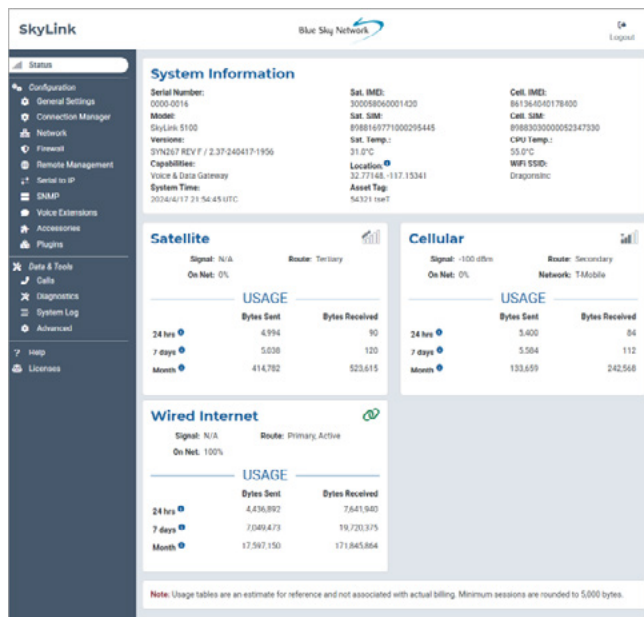 SkyLink
Blue Sky Network
Logout
Status
Configuration
General Settings
Connection Manager
Network
Firewall
Remote Management
Serial to IP
SNMP
Voice Extensions
Accessories
Plugins
Data & Tools
Calls
Diagnostics
System Log
Advanced
Help
Licenses
System Information
Serial Number: Sat. IMEI: Cell. IMEI:
0000-0016 300058060001420 861364040178400
Model: Sat. SIM: Cell. SIM:
SkyLink 5100 8988169771000295445 89883030000052347330
Versions: Sat. Temp.: CPU Temp.:
SYN267 REV F / 2.37-240417-1956 31.0°C 55.0°C
Capabilities: Location: WiFi SSID:
Voice & Data Gateway 32.77148,-117.15341 DragonsInc
System Time: Asset Tag:
2024/4/17 21:54:45 UTC 54321 tseT
Satellite
Signal: N/A Route: Tertiary
On Net: 0%
USAGE
Bytes Sent Bytes Received
24 hrs 4,994 90
7 days 5,038 120
Month 414,782 523,615
Cellular
Signal: -100 dBm Route: Secondary
On Net: 0% Network: T-Mobile
USAGE
Bytes Sent Bytes Received
24 hrs 5,400 84
7 days 5,584 112
Month 133,659 242,568
Wired Internet
Signal: N/A Route: Primary, Active
On Net: 100%
USAGE
Bytes Sent Bytes Received
24 hrs 4,436,892 7,641,940
7 days 7,049,473 19,720,375
Month 17,597,150 171,845,864
Note: Usage tables are an estimate for reference and not associated with actual billing. Minimum sessions are rounded to 5,000 bytes.